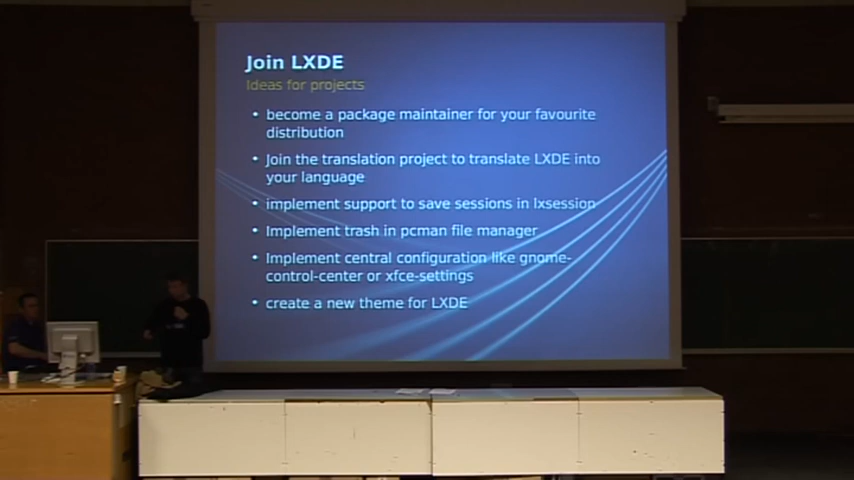 Join LXDE
Ideas for projects
• become a package maintainer for your favourite
distribution
• Join the translation project to translate LXDE into
your language
• implement support to save sessions in lxsession
• Implement trash in pcman file manager
• Implement central configuration like gnome-
control-center or xfce-settings
• create a new theme for LXDE